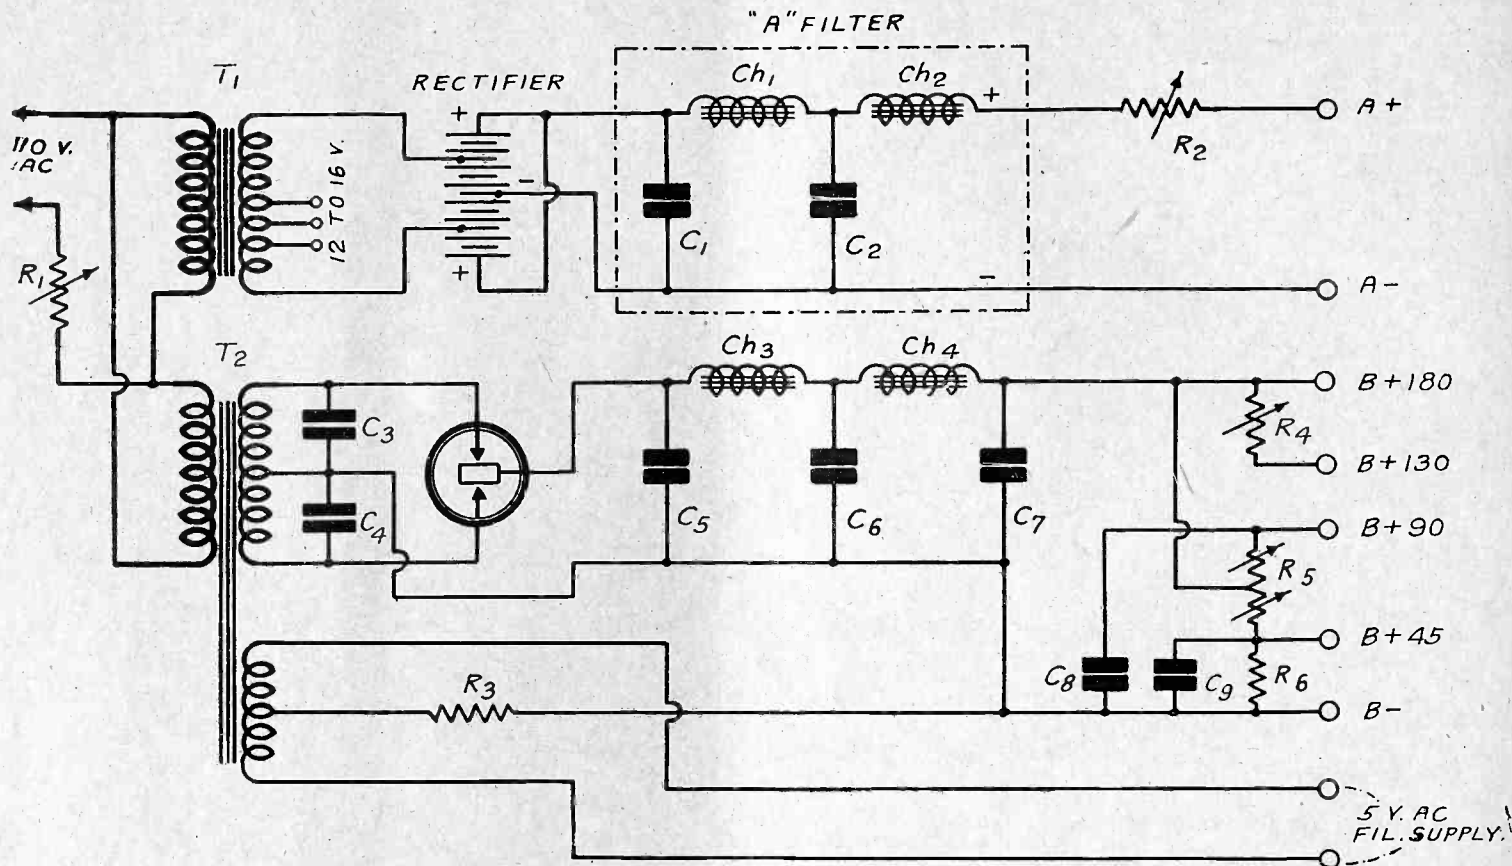 "A" FILTER
T1
RECTIFIER
Ch1
Ch2
+
+
A+
110 V.
AC
R2
-
12 TO 16 V.
C1
C2
R1
+
-
A-
T2
Ch3
Ch4
B+180
C3
R4
B+130
C4
C5
C6
C7
B+90
R5
B+45
R3
C8
C9
R6
B-
5 V. AC
FIL. SUPPLY.